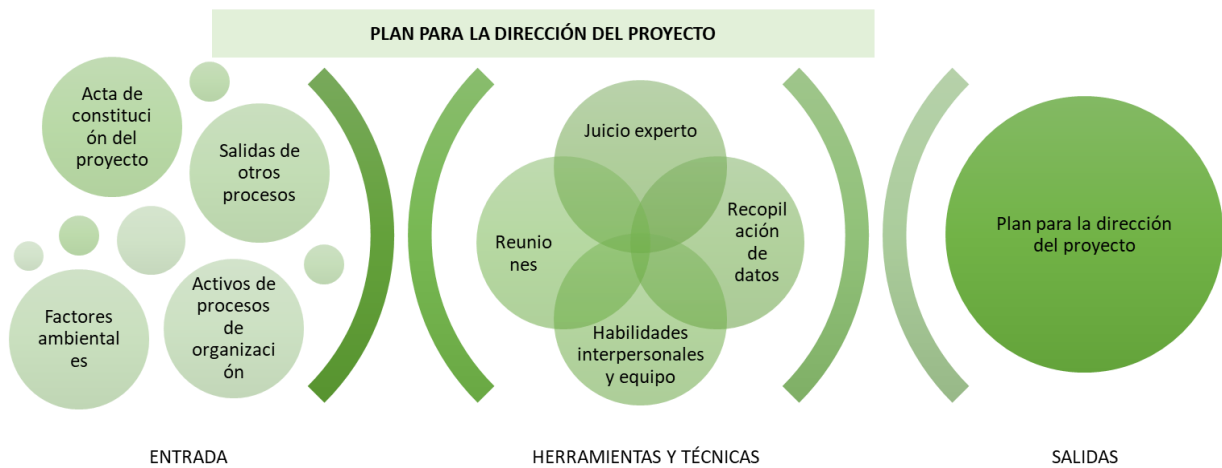 PLAN PARA LA DIRECCIÓN DEL PROYECTO
Acta de
constituci
ón del
proyecto
Salidas de
otros
procesos
Factores
ambiental
es
Activos de
procesos
de
organizaci
ón
Juicio experto
Reunio
nes
Recopil
ación de
datos
Habilidades
interpersonales
y equipo
Plan para la dirección
del proyecto
ENTRADA
HERRAMIENTAS Y TÉCNICAS
SALIDAS